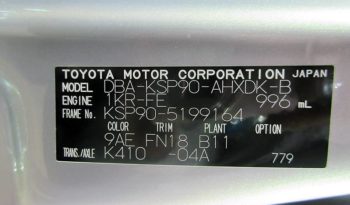 TOYOTA MOTOR CORPORATION JAPAN
MODEL DBA-KSP90-AHXDK-B
ENGINE 1KR-FE 996 mL
FRAME No. KSP90-5199164
COLOR TRIM PLANT OPTION
9AE FN18 B11
TRANS./AXLE K410 -04A 779